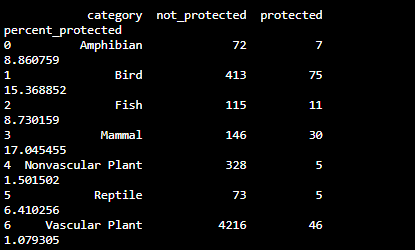 category not_protected protected
percent_protected
0 Amphibian 72 7
8.860759
1 Bird 413 75
15.368852
2 Fish 115 11
8.730159
3 Mammal 146 30
17.045455
4 Nonvascular Plant 328 5
1.501502
5 Reptile 73 5
6.410256
6 Vascular Plant 4216 46
1.079305